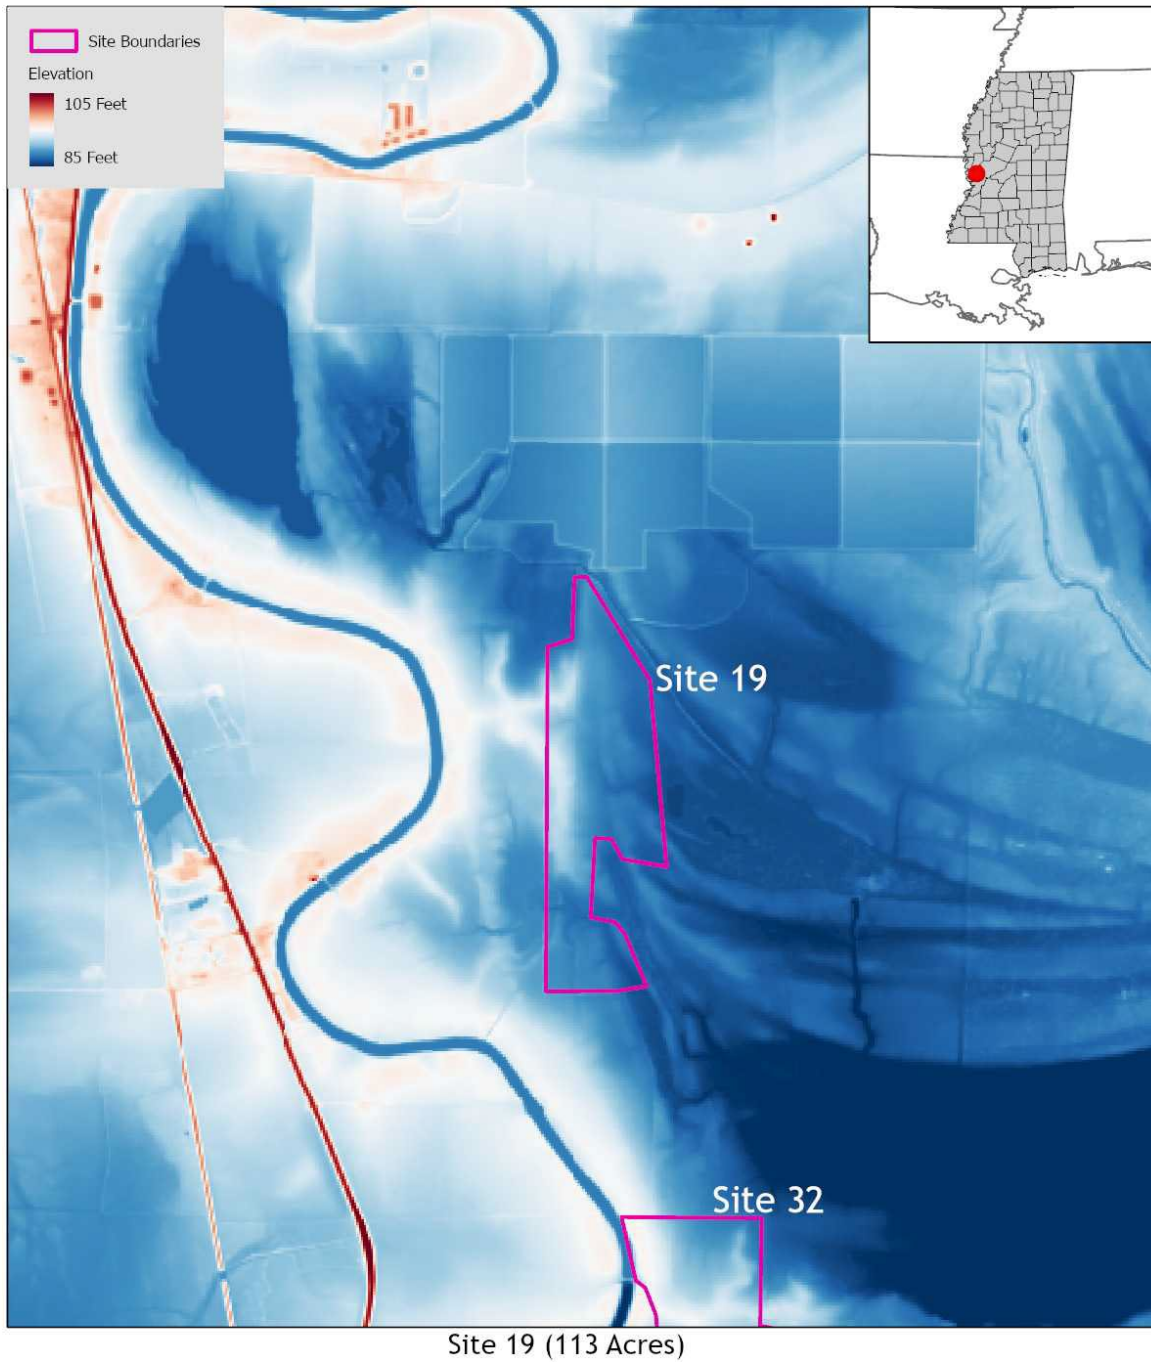 Site Boundaries
Elevation
105 Feet
85 Feet
Site 19
Site 32
Site 19 (113 Acres)